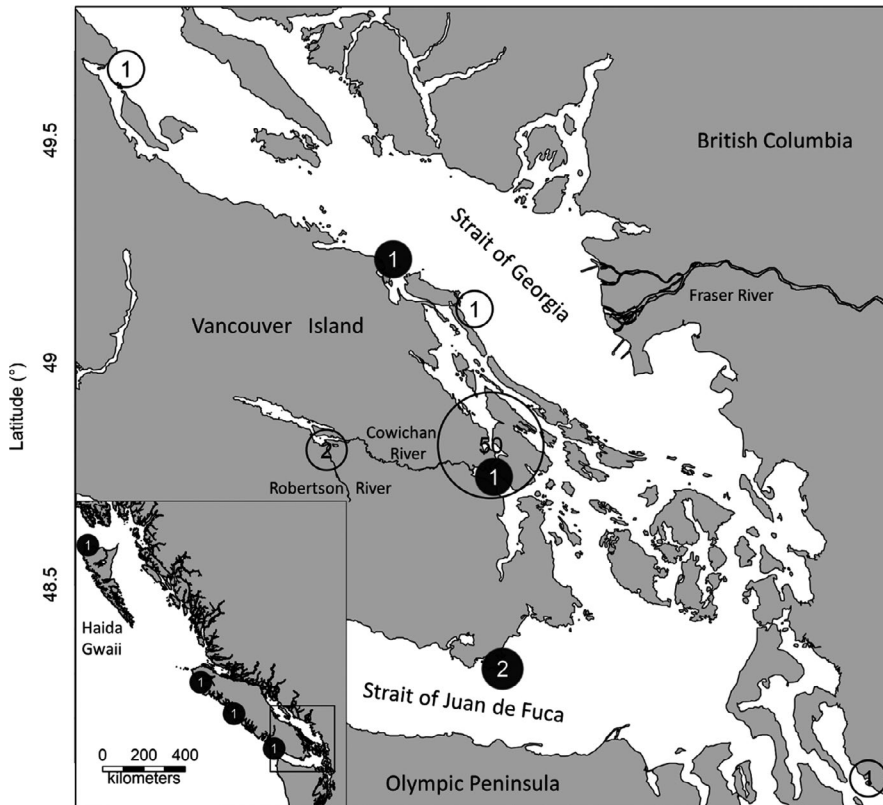 1
49.5
British Columbia
Strait of Georgia
1
Fraser River
1
Vancouver Island
49
Latitude (°)
50
Cowichan
River
2
1
Robertson River
48.5
1
Haida
Gwaii
2
1
Strait of Juan de Fuca
1
1
0 200 400
kilometers
Olympic Peninsula
1